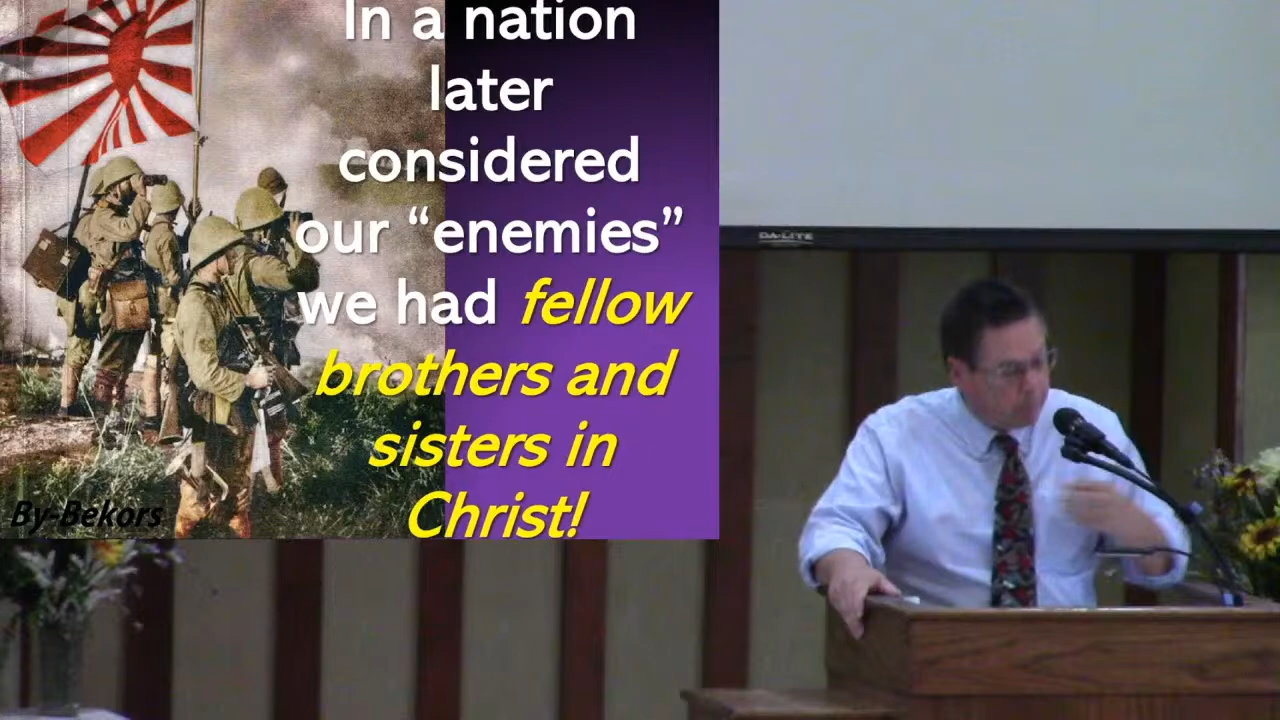 In a nation
later
considered
our “enemies”
we had fellow
brothers and
sisters in
Christ!
By-Bekors
DA-LITE